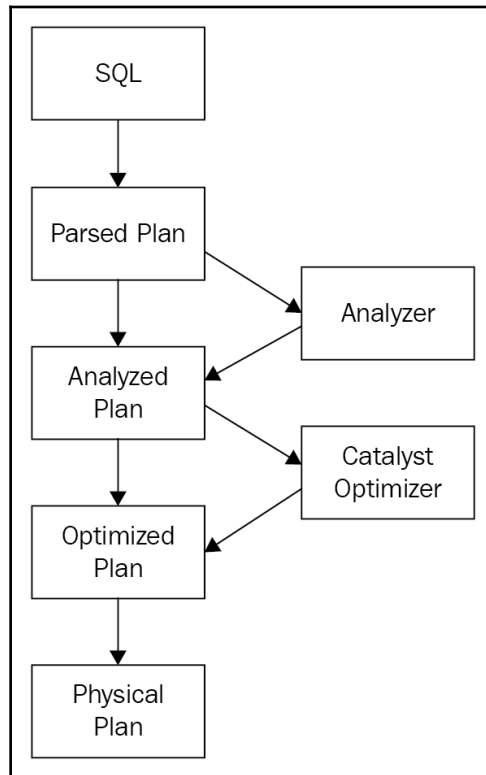 SQL
Parsed Plan
Analyzer
Analyzed
Plan
Catalyst
Optimizer
Optimized
Plan
Physical
Plan